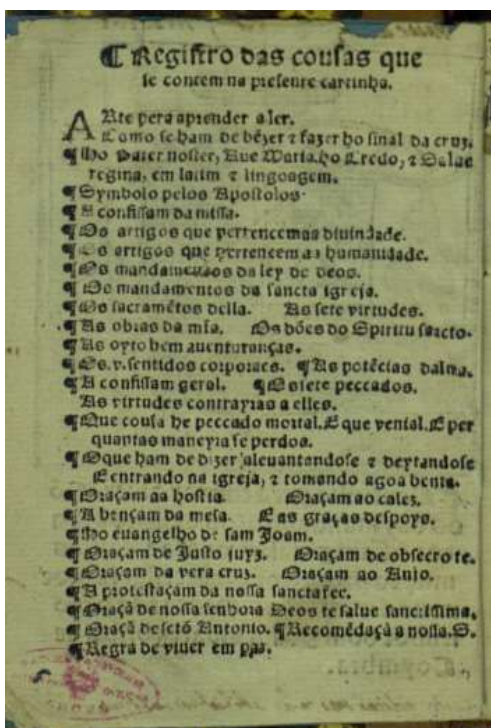 ¶ Registro das cousas que
se contem na presente cartinha.
ARte pera aprender a ler.
Como se ham de bẽzer ⁊ fazer ho sinal da cruz.
¶ Ho Pater noster, Aue Maria. ho Credo, ⁊ Salue
regina, em latim ⁊ lingoagem.
¶ Symbolo pelos Apostolos.
¶ A confissam da missa.
¶ Os artigos que pertencem aa diuindade.
¶ Os artigos que pertencem aa humanidade.
¶ Os mandamentos da ley de deos.
¶ Os mandamentos da sancta igreja.
¶ Os sacramẽtos della. As sete virtudes.
¶ As obras da mia. Os dões do Spiritu sancto.
¶ As oyto bem auenturanças.
¶ Os .v. sentidos corporaes. ¶ As potẽcias dalma.
¶ A confissam geral. ¶ Os sete peccados.
As virtudes contrayras a elles.
¶ Que cousa he peccado mortal. E que venial. E per
quantas maneyras se perdoa.
¶ O que ham de dizer aleuantandose ⁊ deytandose
E entrando na igreja, ⁊ tomando agoa benta.
¶ Oraçam aa hostia. Oraçam ao calez.
¶ A bençam da mesa. E as graças despoys.
¶ Ho euangelho de sam Joam.
¶ Oraçam de Justo juyz. Oraçam de obsecro te.
¶ Oraçam da vera cruz. Oraçam ao Anjo.
¶ A protestaçam da nossa sancta fee.
¶ Oraçã de nossa senhora Deos te salue sanctissima.
¶ Oraçã de sctõ Antonio. ¶ Recomẽdaçã a nossa. S.
¶ Regra de viuer em paz.